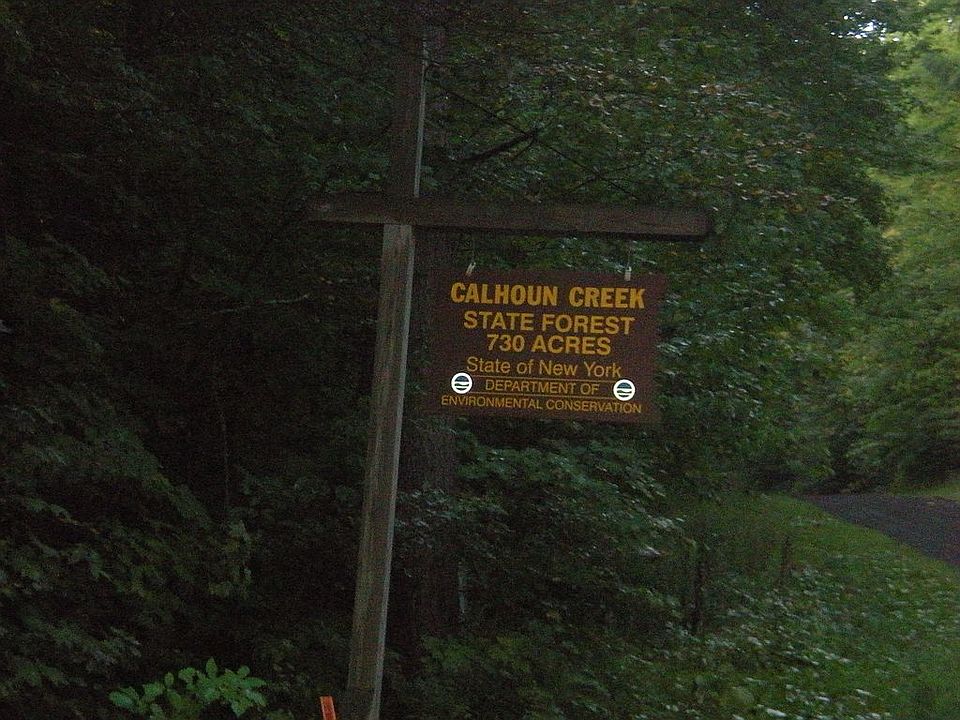 CALHOUN CREEK
STATE FOREST
730 ACRES
State of New York
DEPARTMENT OF
ENVIRONMENTAL CONSERVATION